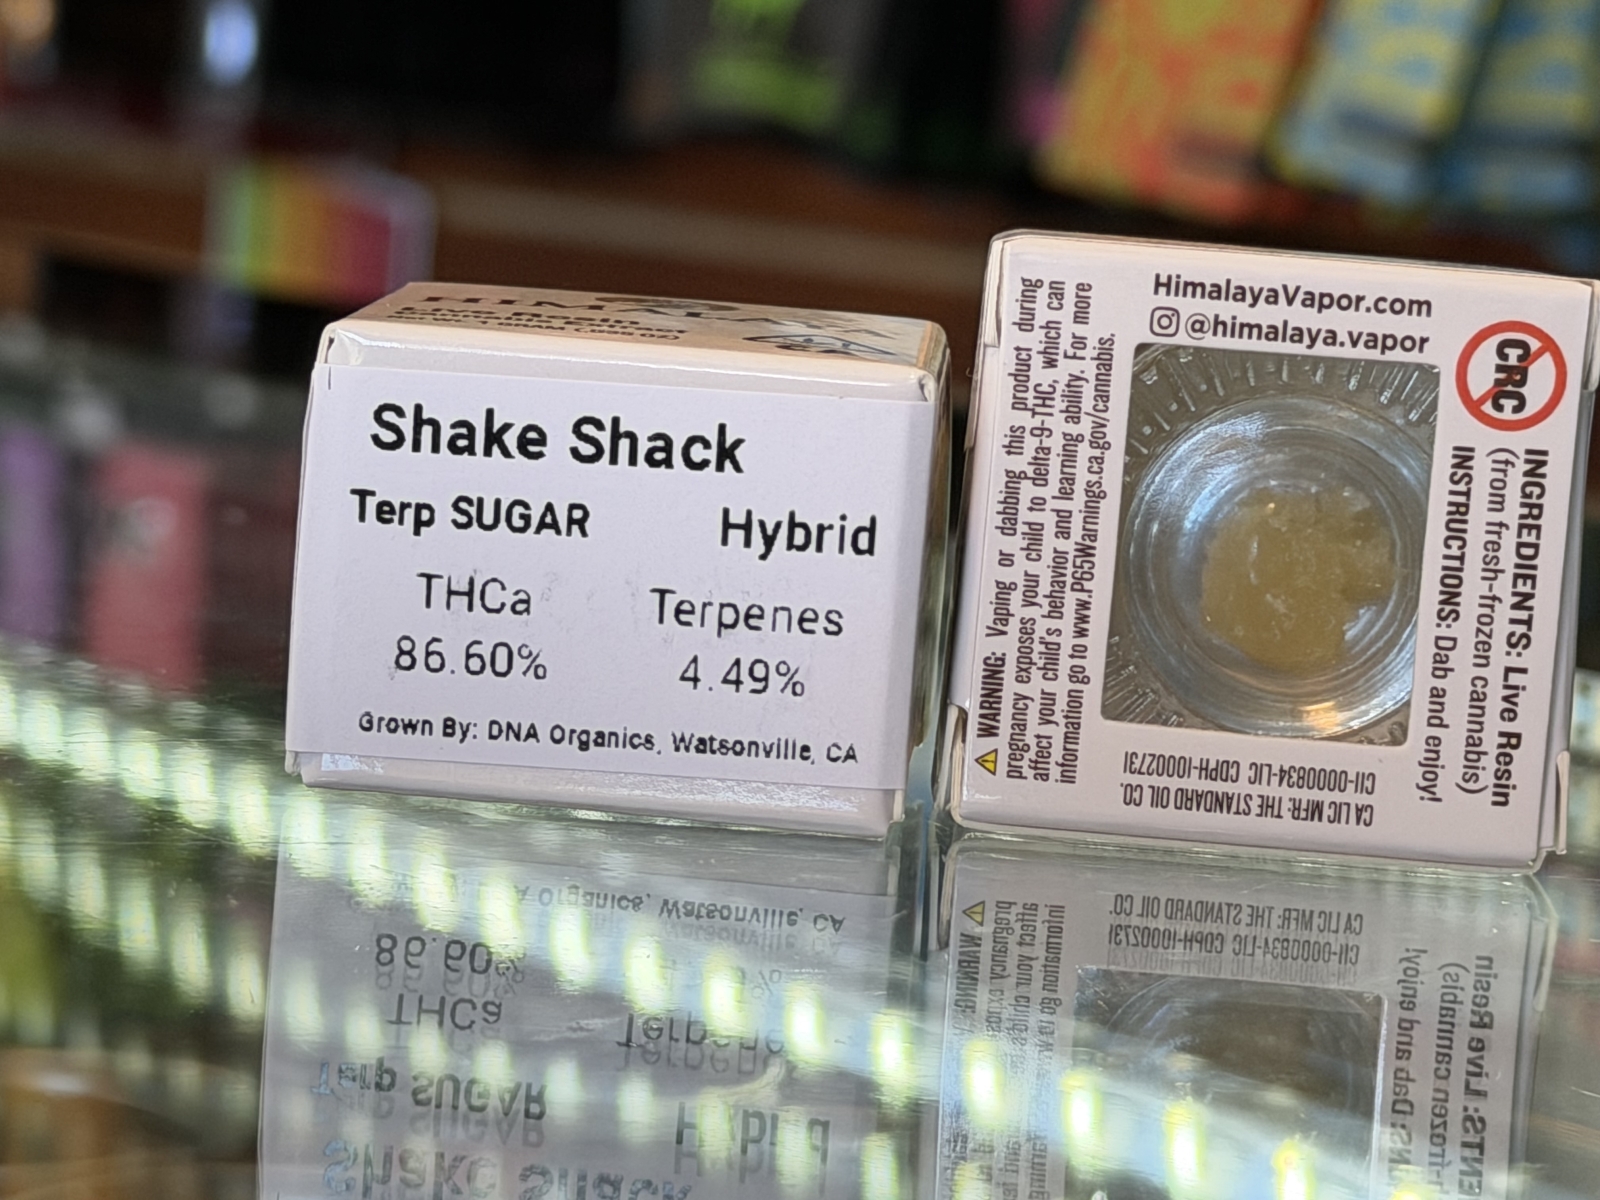 HIMALAYA
Live Resin
Shake Shack
Terp SUGAR
Hybrid
THCa
86.60%
Terpenes
4.49%
Grown By: DNA Organics, Watsonville, CA
HimalayaVapor.com
@himalaya.vapor
CRC
⚠ WARNING: Vaping or dabbing this product during
pregnancy exposes your child to delta-9-THC, which can
affect your child's behavior and learning ability. For more
information go to www.P65Warnings.ca.gov/cannabis.
INGREDIENTS: Live Resin
(from fresh-frozen cannabis)
INSTRUCTIONS: Dab and enjoy!
CA LIC MFR: THE STANDARD OIL CO.
CII-0000834-LIC CDPH-10002731